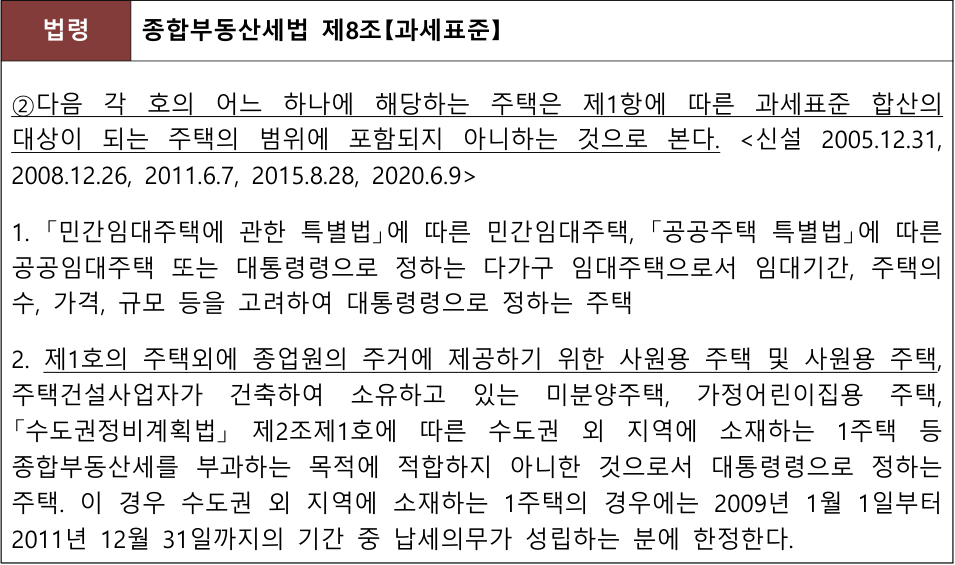 법령
종합부동산세법 제8조【과세표준】
②다음 각 호의 어느 하나에 해당하는 주택은 제1항에 따른 과세표준 합산의
대상이 되는 주택의 범위에 포함되지 아니하는 것으로 본다. <신설 2005.12.31,
2008.12.26, 2011.6.7, 2015.8.28, 2020.6.9>
1. 「민간임대주택에 관한 특별법」에 따른 민간임대주택, 「공공주택 특별법」에 따른
공공임대주택 또는 대통령령으로 정하는 다가구 임대주택으로서 임대기간, 주택의
수, 가격, 규모 등을 고려하여 대통령령으로 정하는 주택
2. 제1호의 주택외에 종업원의 주거에 제공하기 위한 사원용 주택 및 사원용 주택,
주택건설사업자가 건축하여 소유하고 있는 미분양주택, 가정어린이집용 주택,
「수도권정비계획법」 제2조제1호에 따른 수도권 외 지역에 소재하는 1주택 등
종합부동산세를 부과하는 목적에 적합하지 아니한 것으로서 대통령령으로 정하는
주택. 이 경우 수도권 외 지역에 소재하는 1주택의 경우에는 2009년 1월 1일부터
2011년 12월 31일까지의 기간 중 납세의무가 성립하는 분에 한정한다.